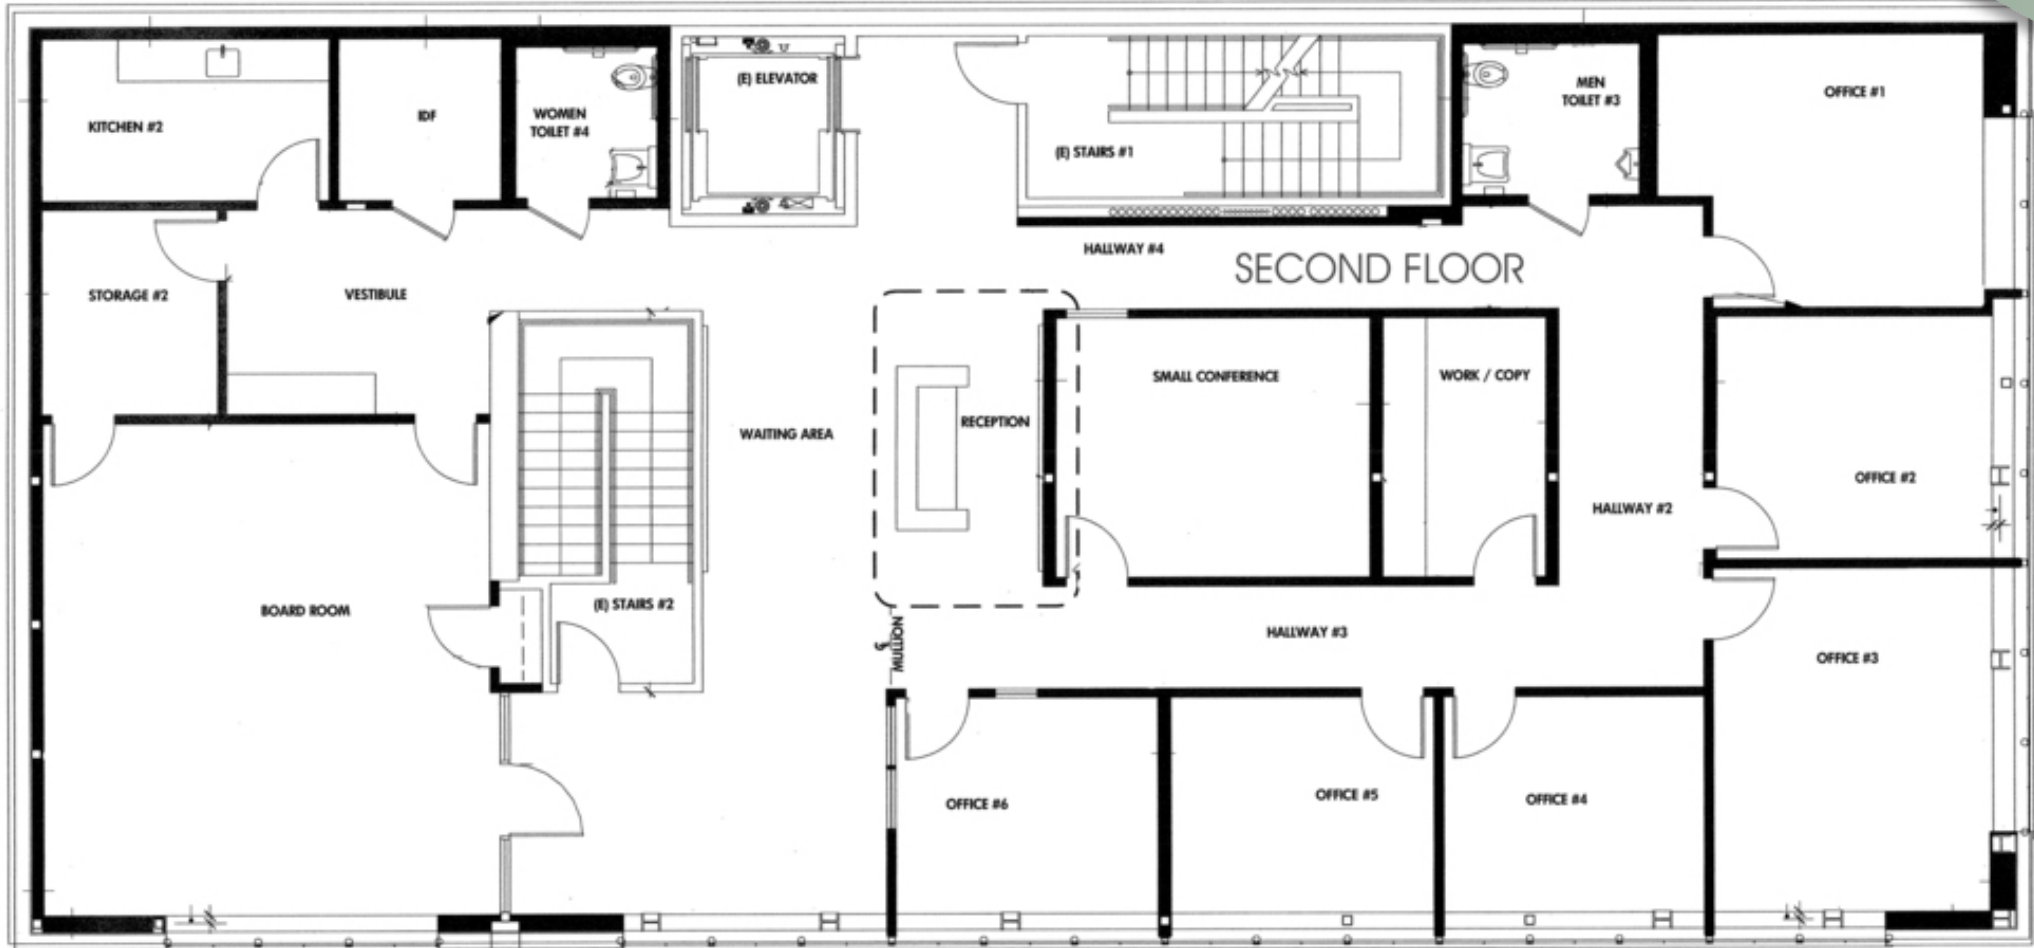 (E) ELEVATOR
MEN
TOILET #3
OFFICE #1
KITCHEN #2
IDF
WOMEN
TOILET #4
(E) STAIRS #1
HALLWAY #4
SECOND FLOOR
STORAGE #2
VESTIBULE
SMALL CONFERENCE
WORK / COPY
WAITING AREA
RECEPTION
OFFICE #2
HALLWAY #2
BOARD ROOM
(E) STAIRS #2
HALLWAY #3
MULLION
OFFICE #3
OFFICE #6
OFFICE #5
OFFICE #4